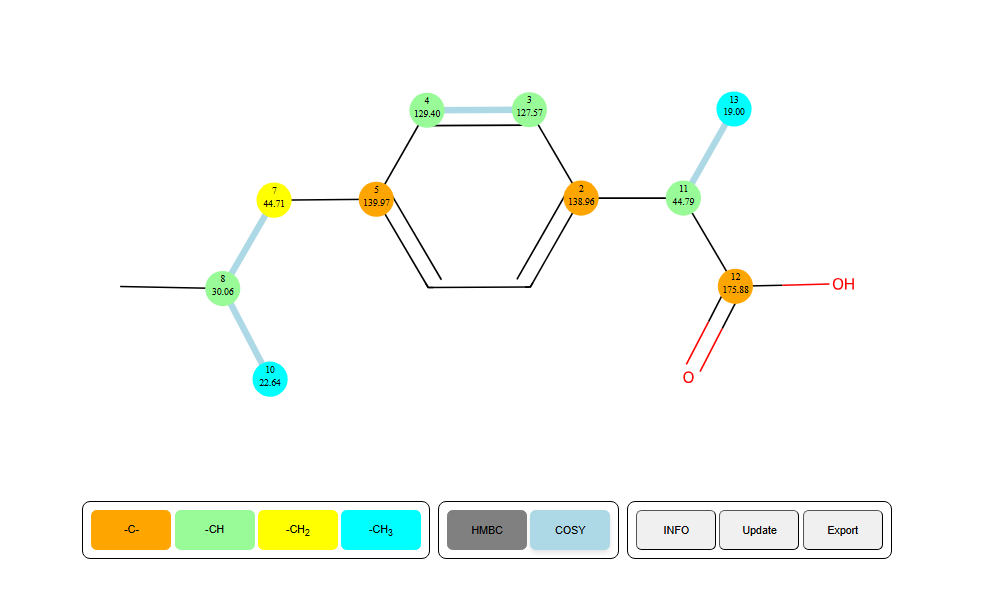 4
129.40
3
127.57
13
19.00
7
44.71
5
139.97
2
138.96
11
44.79
8
30.06
12
175.88
OH
10
22.64
O
-C-
-CH
-CH₂
-CH₃
HMBC
COSY
INFO
Update
Export